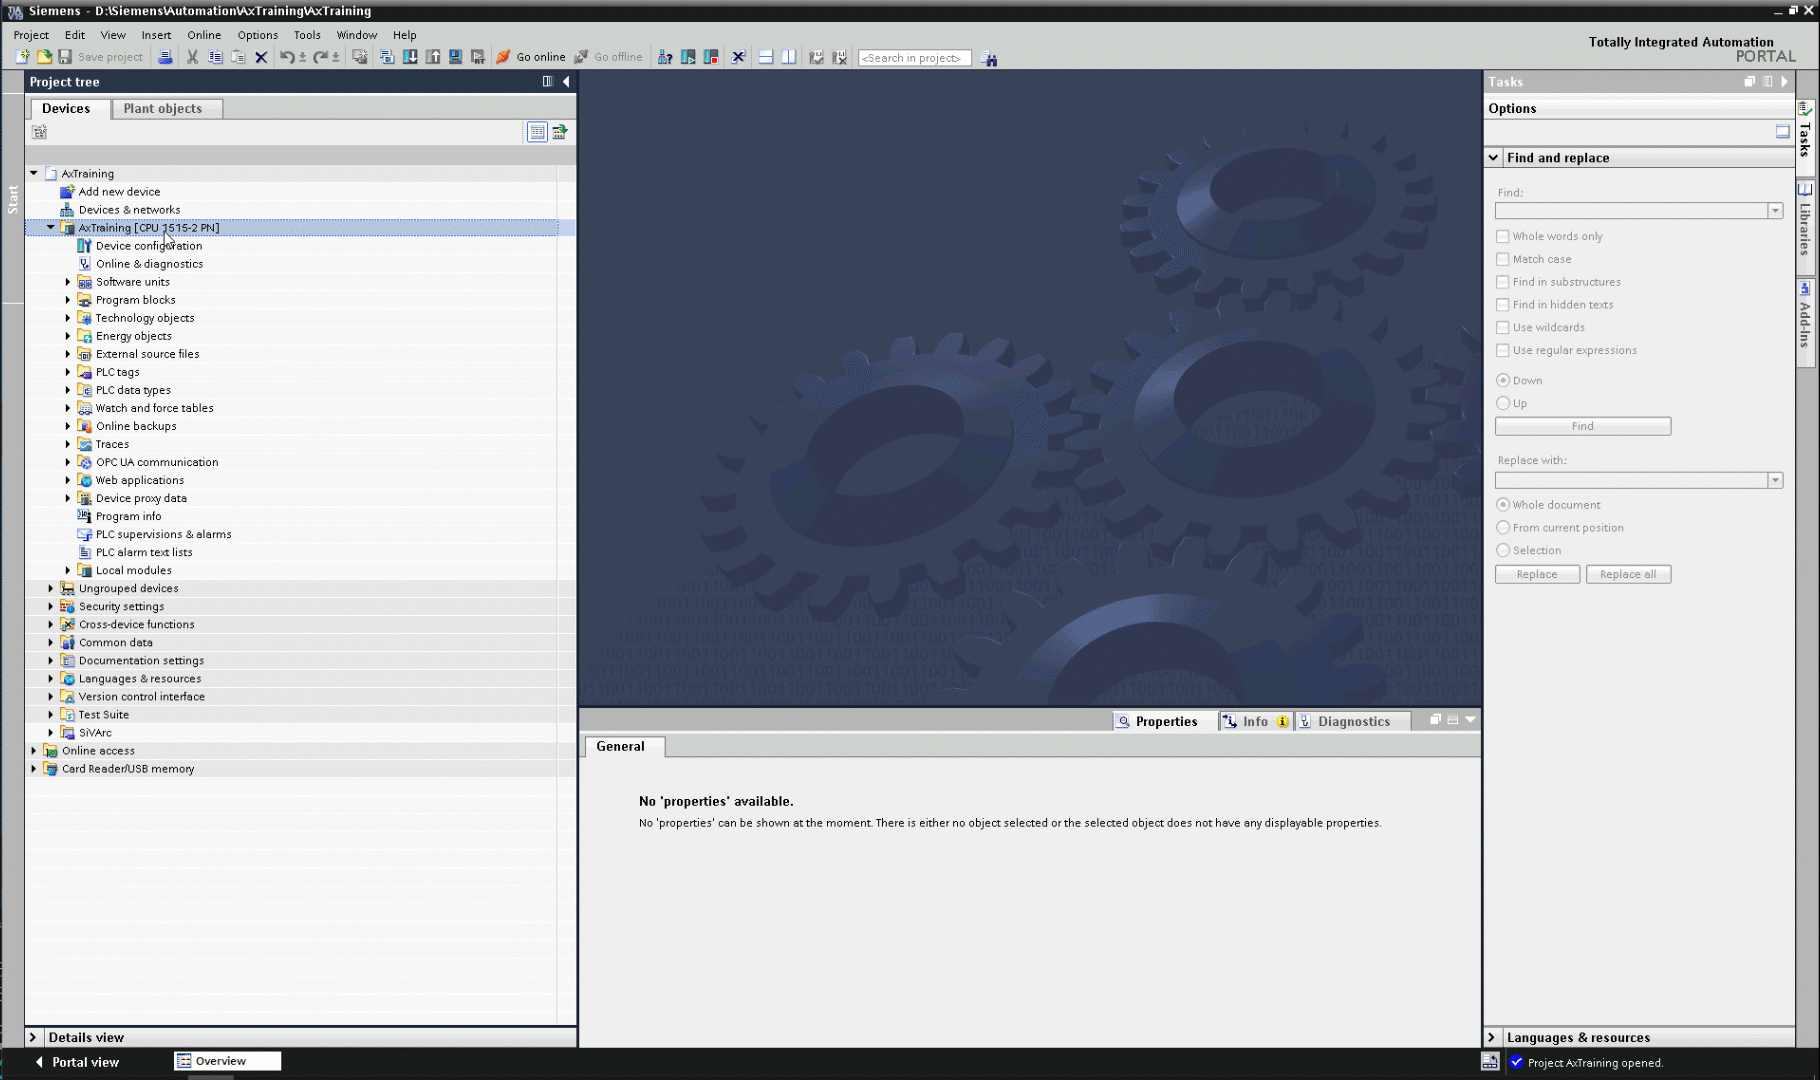 Siemens - D:\Siemens\Automation\AxTraining\AxTraining
Project Edit View Insert Online Options Tools Window Help
Totally Integrated Automation
PORTAL
Save project
Go online
Go offline
<Search in project>
Project tree
Devices
Plant objects
Start
AxTraining
Add new device
Devices & networks
AxTraining [CPU 1515-2 PN]
Device configuration
Online & diagnostics
Software units
Program blocks
Technology objects
Energy objects
External source files
PLC tags
PLC data types
Watch and force tables
Online backups
Traces
OPC UA communication
Web applications
Device proxy data
Program info
PLC supervisions & alarms
PLC alarm text lists
Local modules
Ungrouped devices
Security settings
Cross-device functions
Common data
Documentation settings
Languages & resources
Version control interface
Test Suite
SiVArc
Online access
Card Reader/USB memory
Details view
Portal view
Overview
Properties
Info
Diagnostics
General
No 'properties' available.
No 'properties' can be shown at the moment. There is either no object selected or the selected object does not have any displayable properties.
Tasks
Options
Find and replace
Find:
Whole words only
Match case
Find in substructures
Find in hidden texts
Use wildcards
Use regular expressions
Down
Up
Find
Replace with:
Whole document
From current position
Selection
Replace
Replace all
Languages & resources
Project AxTraining opened.
Tasks
Libraries
Add-Ins